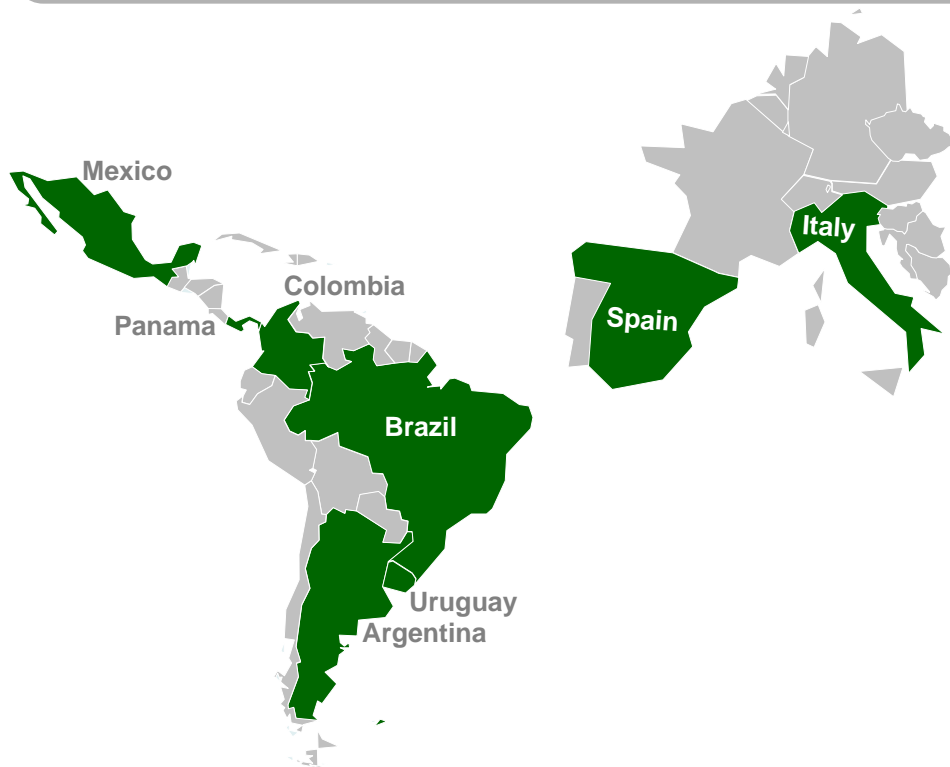 Mexico
Italy
Colombia
Panama
Spain
Brazil
Uruguay
Argentina